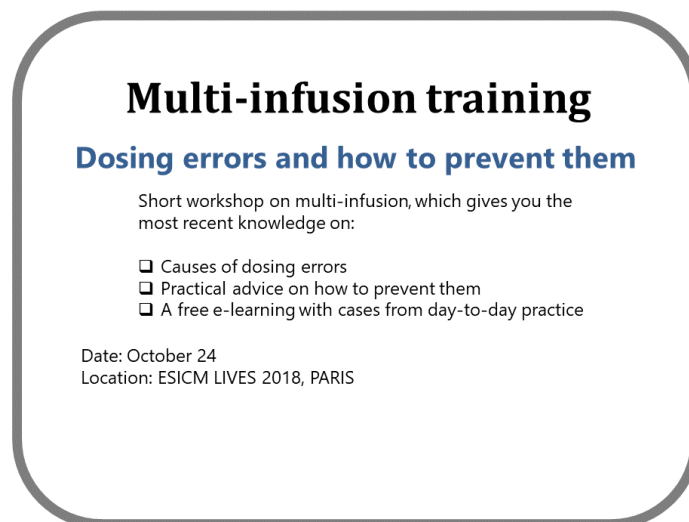 Multi-infusion training
Dosing errors and how to prevent them
Short workshop on multi-infusion, which gives you the
most recent knowledge on:
❑ Causes of dosing errors
❑ Practical advice on how to prevent them
❑ A free e-learning with cases from day-to-day practice
Date: October 24
Location: ESICM LIVES 2018, PARIS